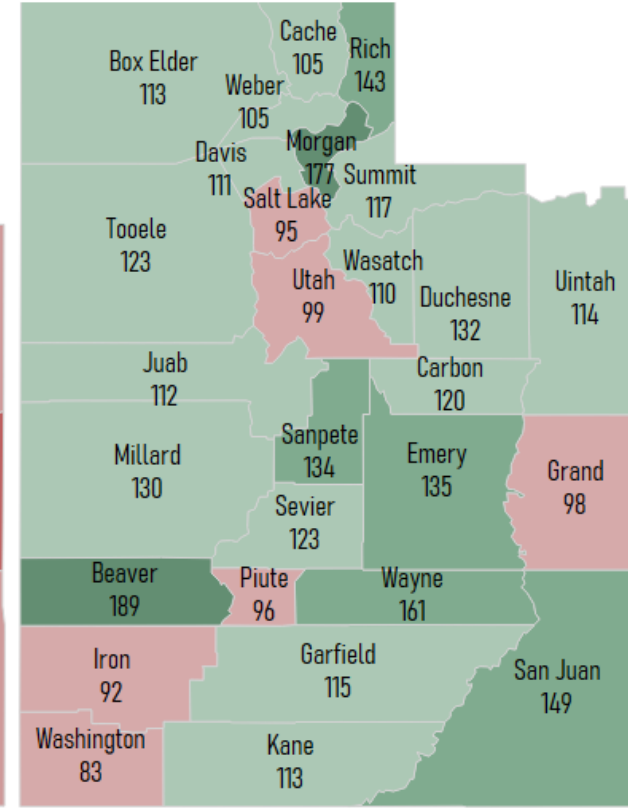 Cache
105
Rich
143
Box Elder
113
Weber
105
Morgan
177
Davis
111
Summit
117
Salt Lake
95
Tooele
123
Wasatch
110
Utah
99
Duchesne
132
Uintah
114
Juab
112
Carbon
120
Sanpete
134
Millard
130
Emery
135
Grand
98
Sevier
123
Beaver
189
Piute
96
Wayne
161
Iron
92
Garfield
115
San Juan
149
Washington
83
Kane
113